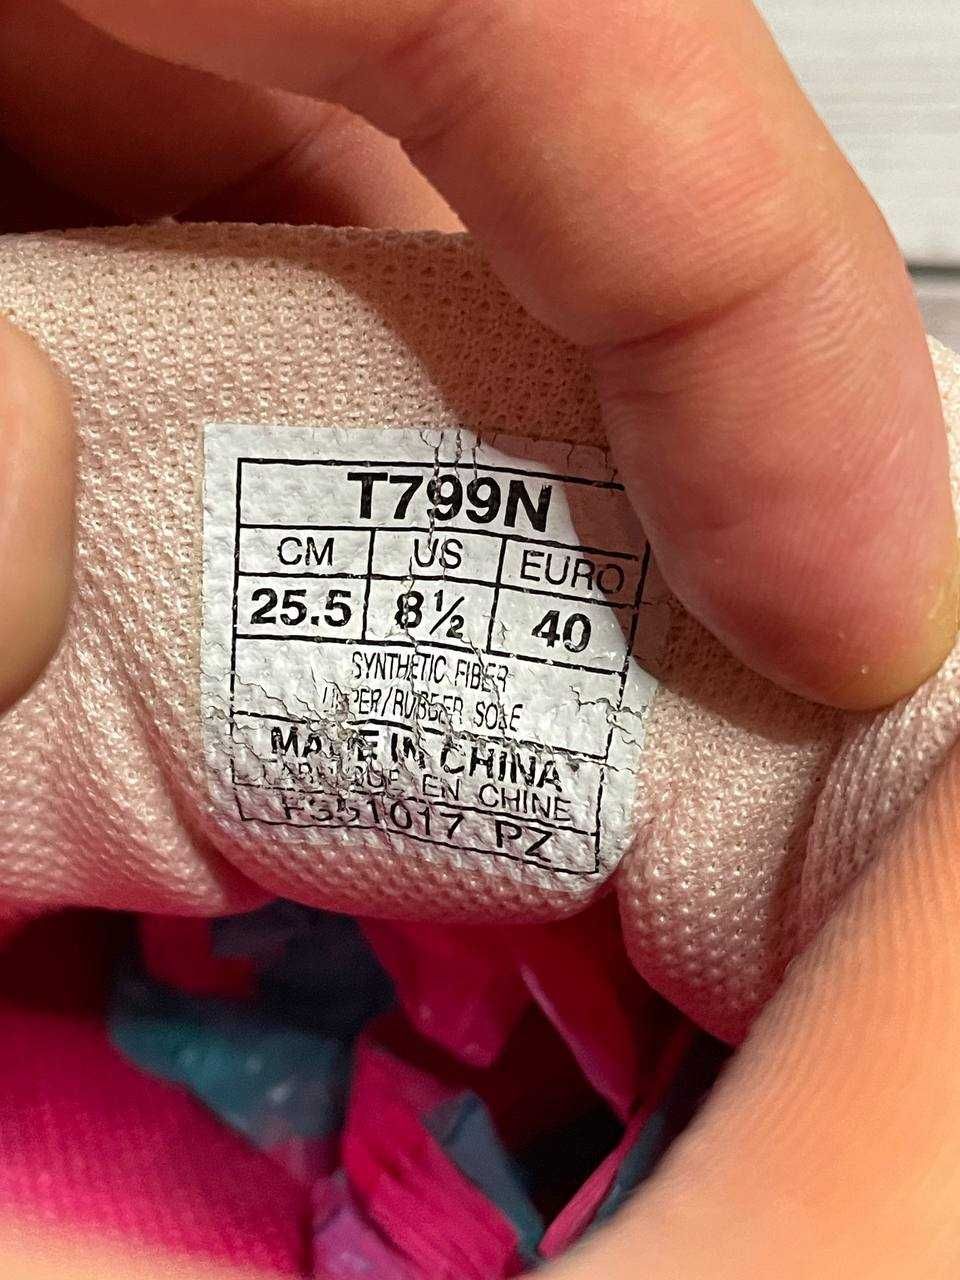 T799N
CM US EURO
25.5 8½ 40
SYNTHETIC FIBER
UPPER/RUBBER SOLE
MADE IN CHINA
FABRIQUE EN CHINE
PZ